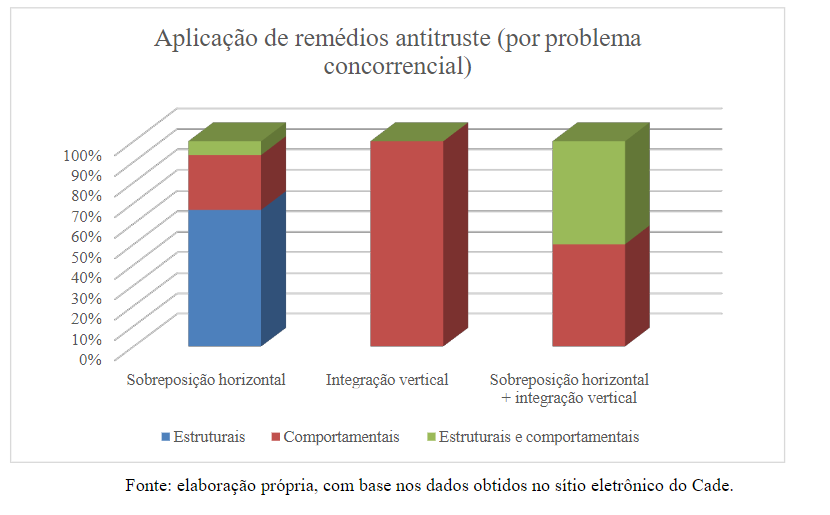 Aplicação de remédios antitruste (por problema
concorrencial)
100%
90%
80%
70%
60%
50%
40%
30%
20%
10%
0%
Sobreposição horizontal
Integração vertical
Sobreposição horizontal
+ integração vertical
Estruturais
Comportamentais
Estruturais e comportamentais
Fonte: elaboração própria, com base nos dados obtidos no sítio eletrônico do Cade.